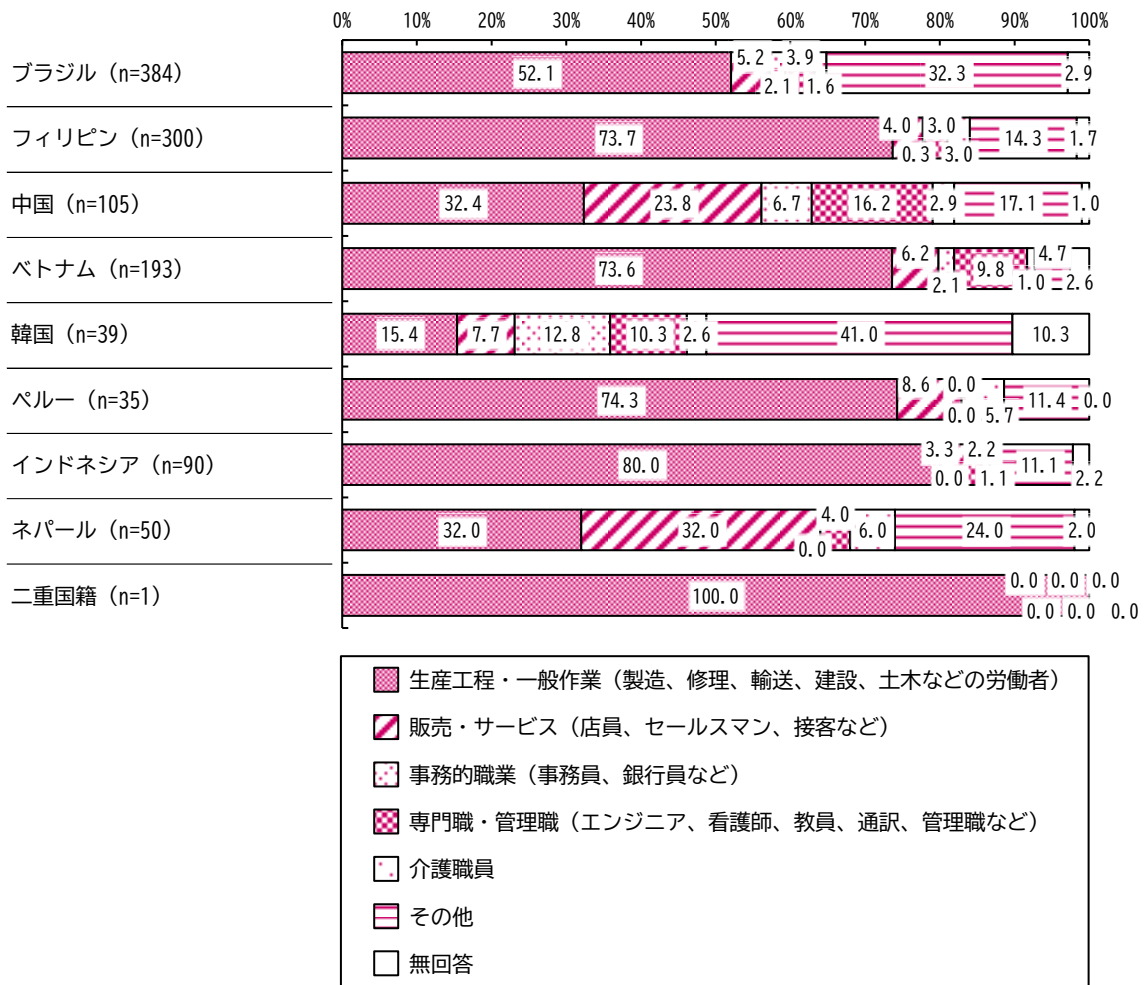 0% 10% 20% 30% 40% 50% 60% 70% 80% 90% 100%
ブラジル (n=384) 52.1 5.2 2.1 3.9 1.6 32.3 2.9
フィリピン (n=300) 73.7 4.0 0.3 3.0 3.0 14.3 1.7
中国 (n=105) 32.4 23.8 6.7 16.2 2.9 17.1 1.0
ベトナム (n=193) 73.6 6.2 2.1 9.8 1.0 4.7 2.6
韓国 (n=39) 15.4 7.7 12.8 10.3 2.6 41.0 10.3
ペルー (n=35) 74.3 8.6 0.0 0.0 5.7 11.4 0.0
インドネシア (n=90) 80.0 3.3 0.0 2.2 1.1 11.1 2.2
ネパール (n=50) 32.0 32.0 0.0 4.0 6.0 24.0 2.0
二重国籍 (n=1) 100.0 0.0 0.0 0.0 0.0 0.0 0.0
生産工程・一般作業（製造、修理、輸送、建設、土木などの労働者）
販売・サービス（店員、セールスマン、接客など）
事務的職業（事務員、銀行員など）
専門職・管理職（エンジニア、看護師、教員、通訳、管理職など）
介護職員
その他
無回答